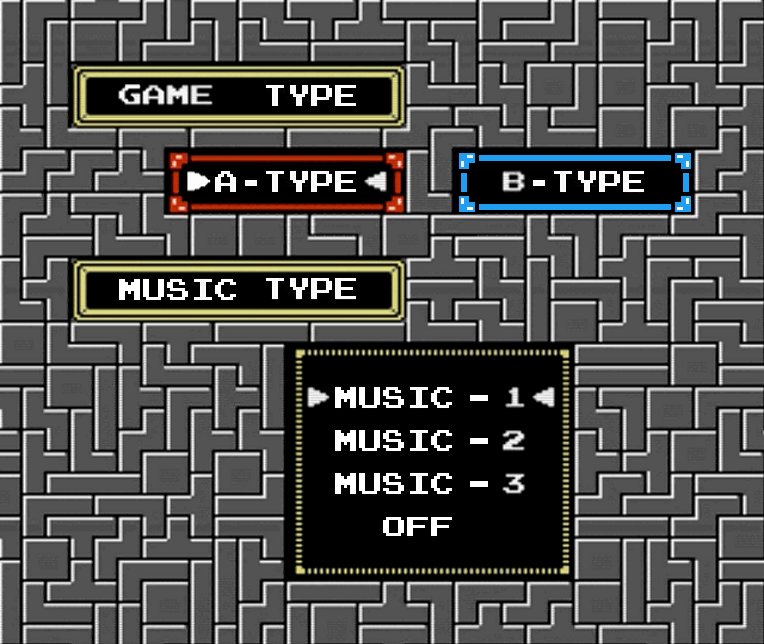 GAME TYPE
A-TYPE B-TYPE
MUSIC TYPE
MUSIC - 1
MUSIC - 2
MUSIC - 3
OFF